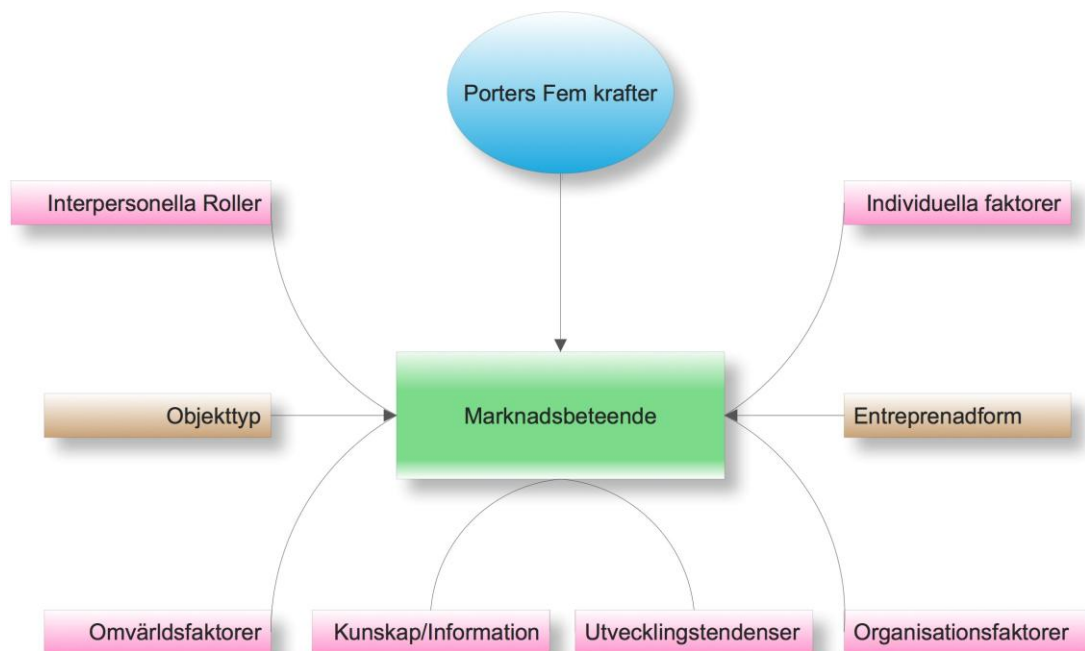 Porters Fem krafter
Interpersonella Roller
Individuella faktorer
Objekttyp
Marknadsbeteende
Entreprenadform
Omvärldsfaktorer
Kunskap/Information
Utvecklingstendenser
Organisationsfaktorer